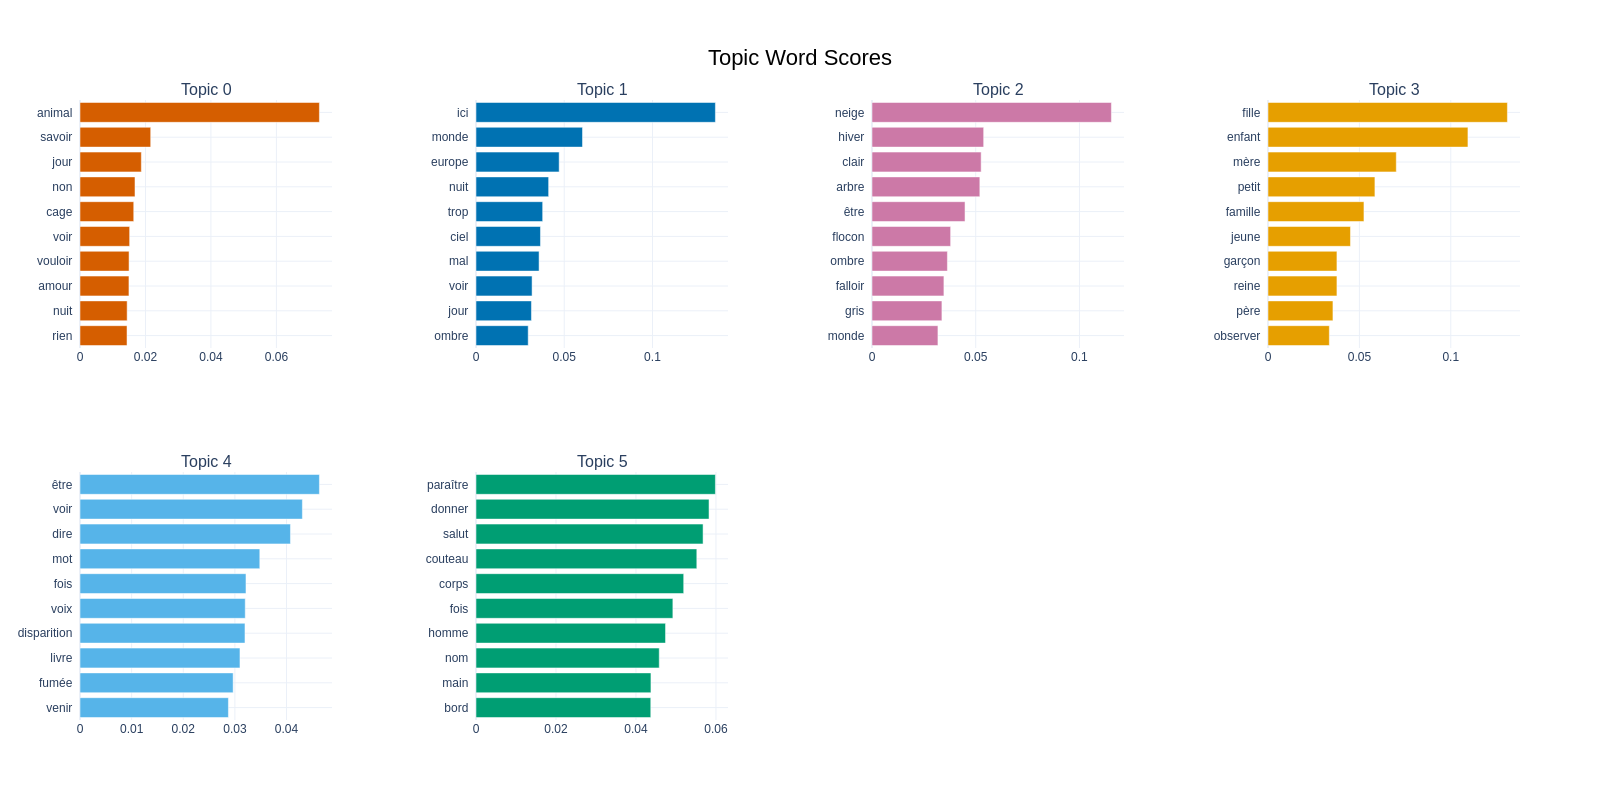 Topic Word Scores
Topic 0
animal
savoir
jour
non
cage
voir
vouloir
amour
nuit
rien
0 0.02 0.04 0.06
Topic 1
ici
monde
europe
nuit
trop
ciel
mal
voir
jour
ombre
0 0.05 0.1
Topic 2
neige
hiver
clair
arbre
être
flocon
ombre
falloir
gris
monde
0 0.05 0.1
Topic 3
fille
enfant
mère
petit
famille
jeune
garçon
reine
père
observer
0 0.05 0.1
Topic 4
être
voir
dire
mot
fois
voix
disparition
livre
fumée
venir
0 0.01 0.02 0.03 0.04
Topic 5
paraître
donner
salut
couteau
corps
fois
homme
nom
main
bord
0 0.02 0.04 0.06